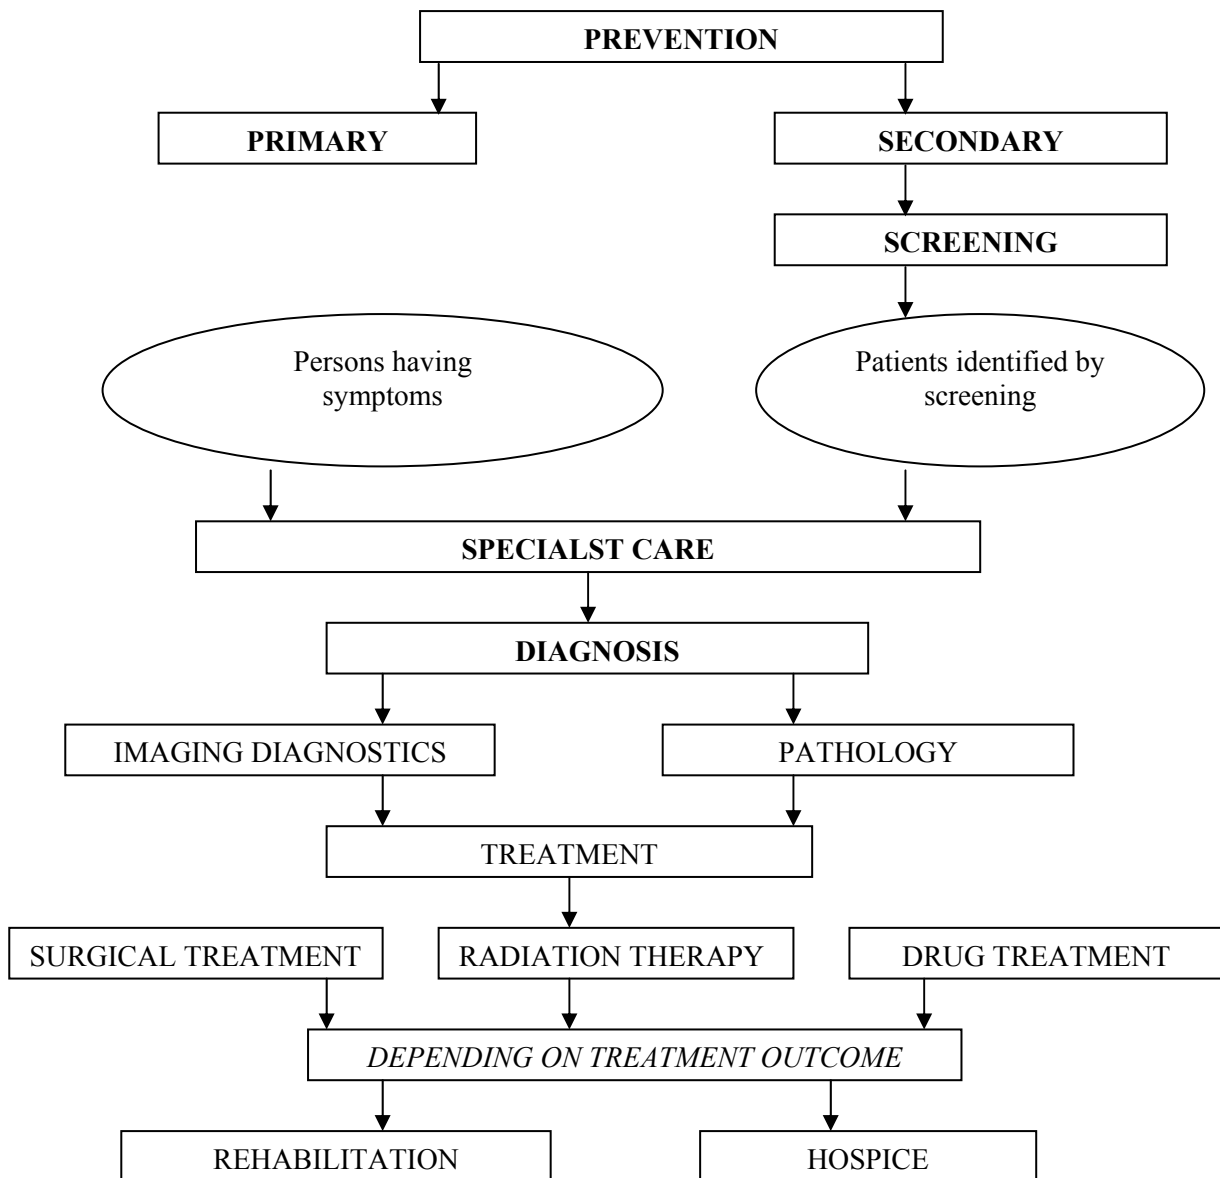 PREVENTION
PRIMARY
SECONDARY
SCREENING
Persons having
symptoms
Patients identified by
screening
SPECIALST CARE
DIAGNOSIS
IMAGING DIAGNOSTICS
PATHOLOGY
TREATMENT
SURGICAL TREATMENT
RADIATION THERAPY
DRUG TREATMENT
DEPENDING ON TREATMENT OUTCOME
REHABILITATION
HOSPICE